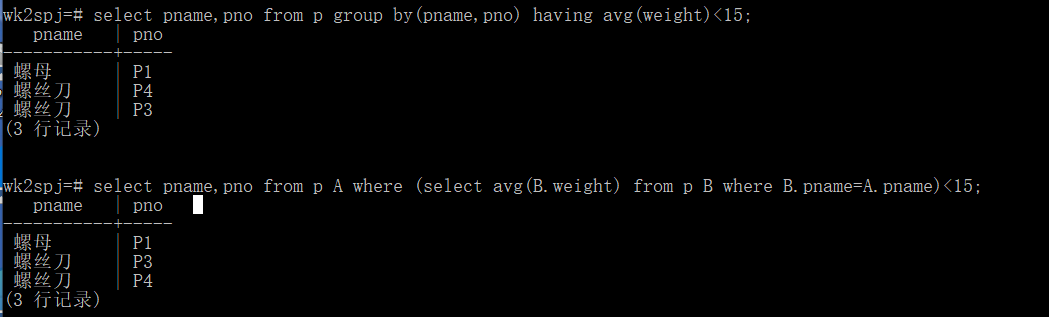 wk2spj=# select pname,pno from p group by(pname,pno) having avg(weight)<15;
pname | pno
-----------+-----
螺母 | P1
螺丝刀 | P4
螺丝刀 | P3
(3 行记录)
wk2spj=# select pname,pno from p A where (select avg(B.weight) from p B where B.pname=A.pname)<15;
pname | pno
-----------+-----
螺母 | P1
螺丝刀 | P3
螺丝刀 | P4
(3 行记录)